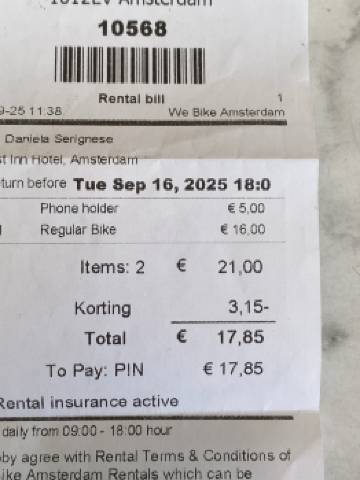 1012LV Amsterdam
10568
Rental bill 1
9-25 11:38 We Bike Amsterdam
Daniela Serignese
st Inn Hotel, Amsterdam
turn before Tue Sep 16, 2025 18:0
Phone holder € 5,00
Regular Bike € 16,00
Items: 2 € 21,00
Korting 3,15-
Total € 17,85
To Pay: PIN € 17,85
Rental insurance active
daily from 09:00 - 18:00 hour
by agree with Rental Terms & Conditions of
ike Amsterdam Rentals which can be